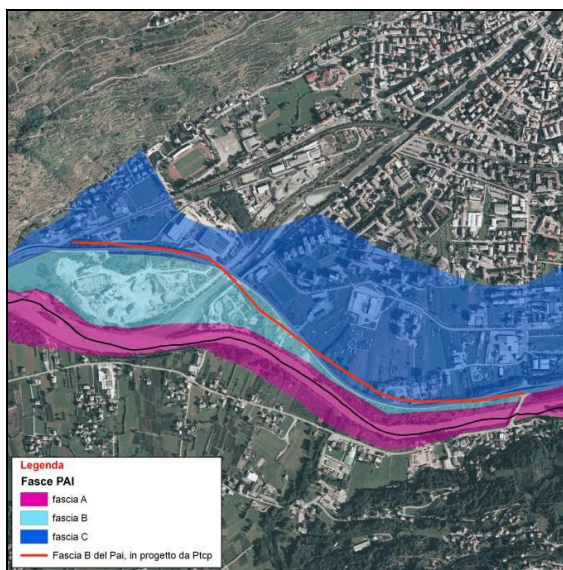 Legenda
Fasce PAI
fascia A
fascia B
fascia C
Fascia B del Pai, in progetto da Ptcp